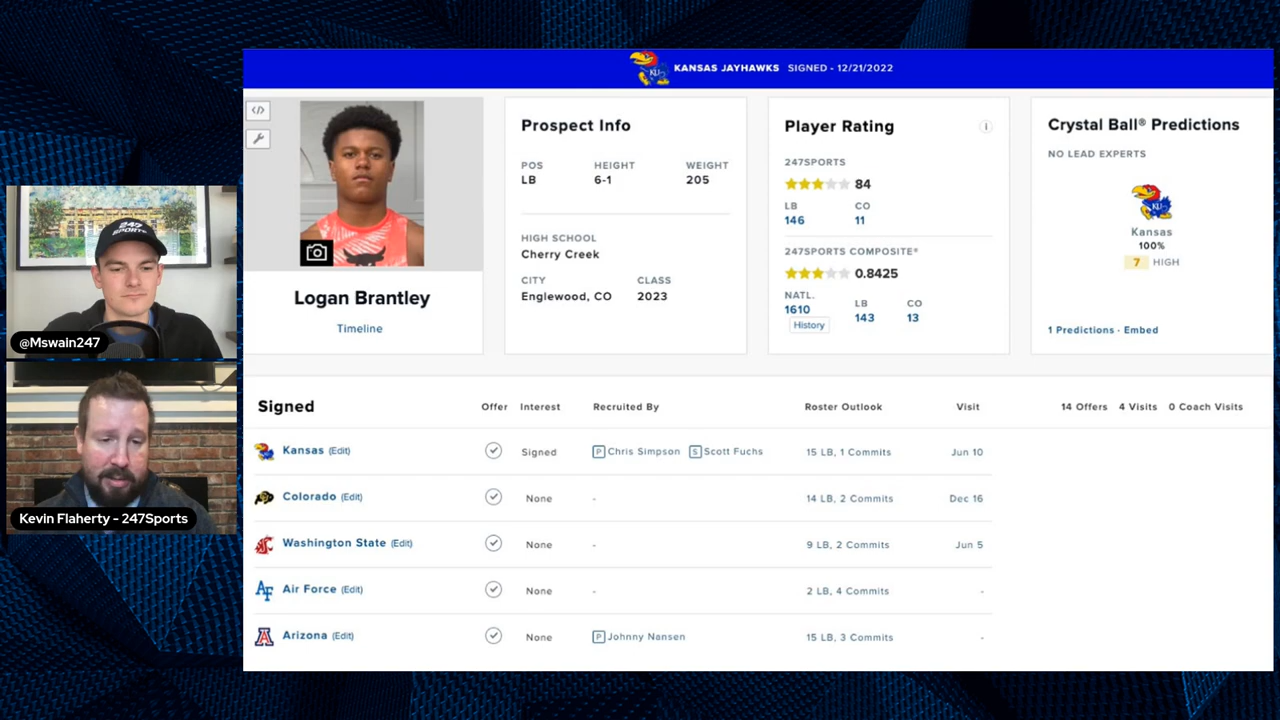 KANSAS JAYHAWKS SIGNED - 12/21/2022
</>
Logan Brantley
Timeline
Prospect Info
POS HEIGHT WEIGHT
LB 6-1 205
HIGH SCHOOL
Cherry Creek
CITY CLASS
Englewood, CO 2023
Player Rating
i
247SPORTS
84
LB CO
146 11
247SPORTS COMPOSITE®
0.8425
NATL. LB CO
1610 143 13
History
Crystal Ball® Predictions
NO LEAD EXPERTS
KU
Kansas
100%
7 HIGH
1 Predictions · Embed
247
SPORTS
@Mswain247
Kevin Flaherty - 247Sports
Signed Offer Interest Recruited By Roster Outlook Visit 14 Offers 4 Visits 0 Coach Visits
Kansas (Edit) Signed P Chris Simpson S Scott Fuchs 15 LB, 1 Commits Jun 10
Colorado (Edit) None - 14 LB, 2 Commits Dec 16
Washington State (Edit) None - 9 LB, 2 Commits Jun 5
Air Force (Edit) None - 2 LB, 4 Commits -
Arizona (Edit) None P Johnny Nansen 15 LB, 3 Commits -